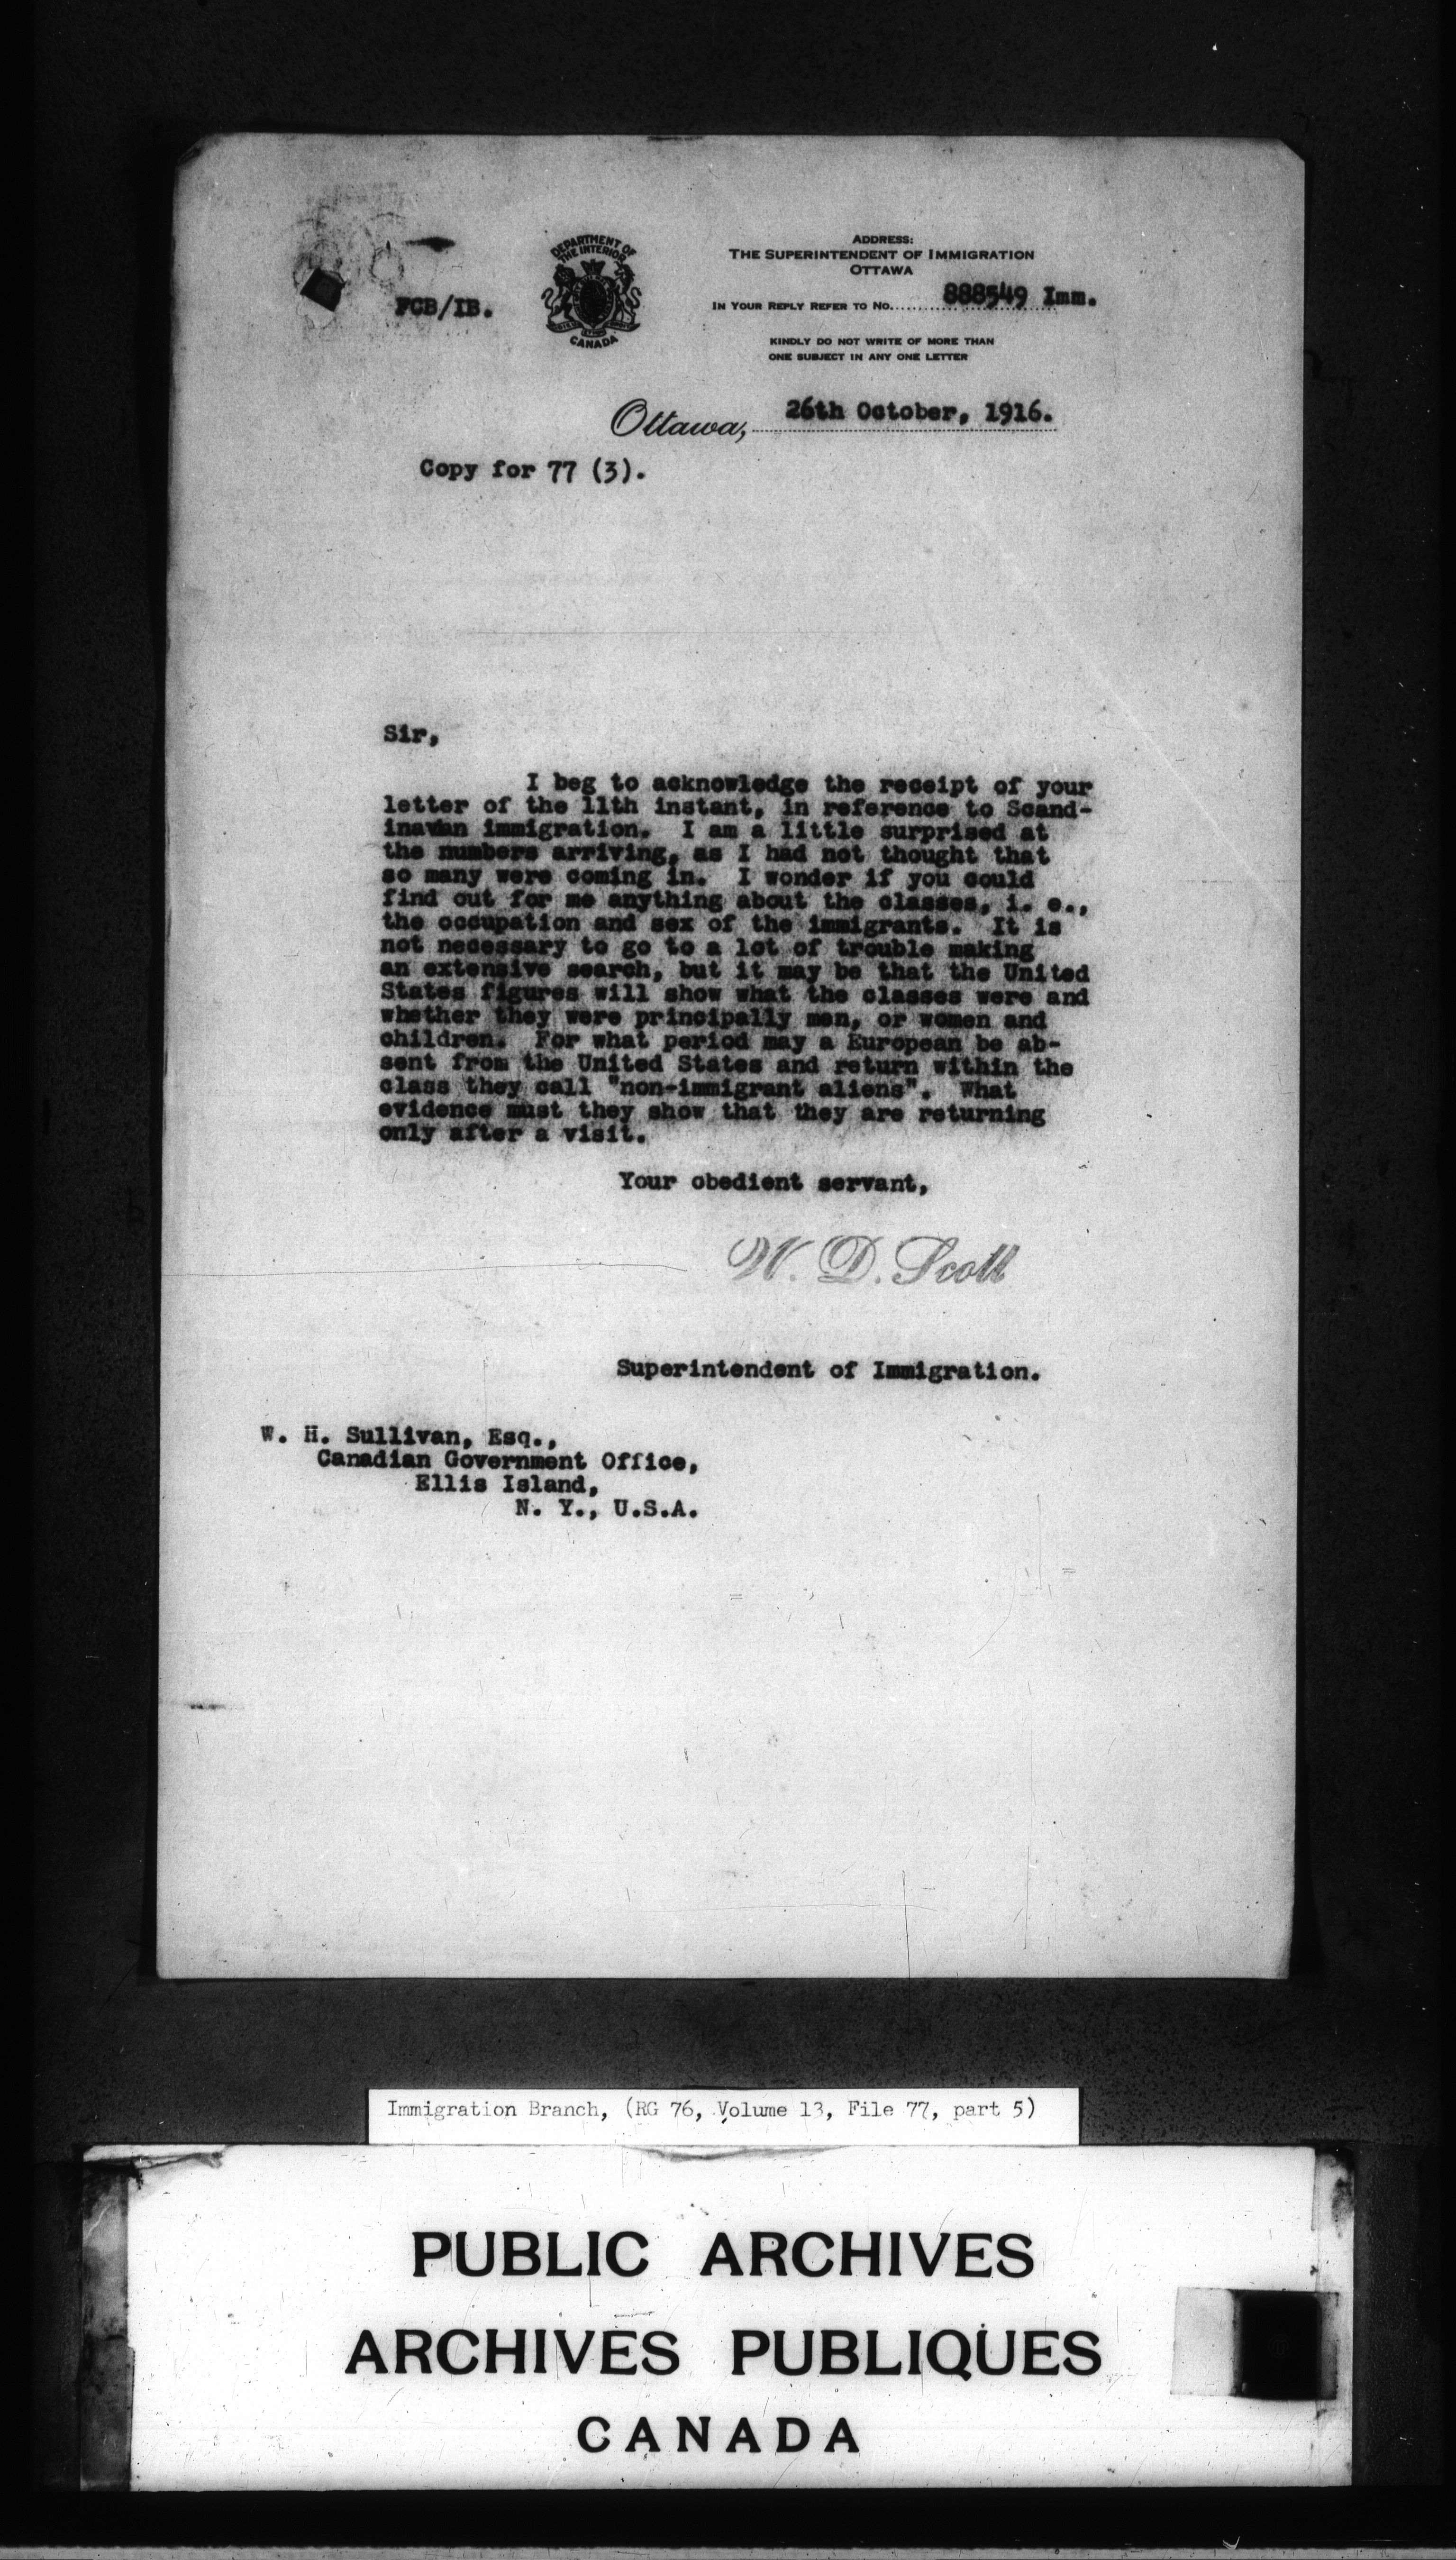 FCB/IB.
DEPARTMENT OF
THE INTERIOR
CANADA
ADDRESS:
THE SUPERINTENDENT OF IMMIGRATION
OTTAWA
IN YOUR REPLY REFER TO No. 888549 Imm.
KINDLY DO NOT WRITE OF MORE THAN
ONE SUBJECT IN ANY ONE LETTER
Ottawa, 26th October, 1916.
Copy for 77 (3).
Sir,
I beg to acknowledge the receipt of your
letter of the 11th instant, in reference to Scand-
inavian immigration. I am a little surprised at
the numbers arriving, as I had not thought that
so many were coming in. I wonder if you could
find out for me anything about the classes, i. e.,
the occupation and sex of the immigrants. It is
not necessary to go to a lot of trouble making
an extensive search, but it may be that the United
States figures will show what the classes were and
whether they were principally men, or women and
children. For what period may a European be ab-
sent from the United States and return within the
class they call "non-immigrant aliens". What
evidence must they show that they are returning
only after a visit.
Your obedient servant,
W. D. Scott
Superintendent of Immigration.
W. H. Sullivan, Esq.,
Canadian Government Office,
Ellis Island,
N. Y., U.S.A.
Immigration Branch, (RG 76, Volume 13, File 77, part 5)
PUBLIC ARCHIVES
ARCHIVES PUBLIQUES
CANADA